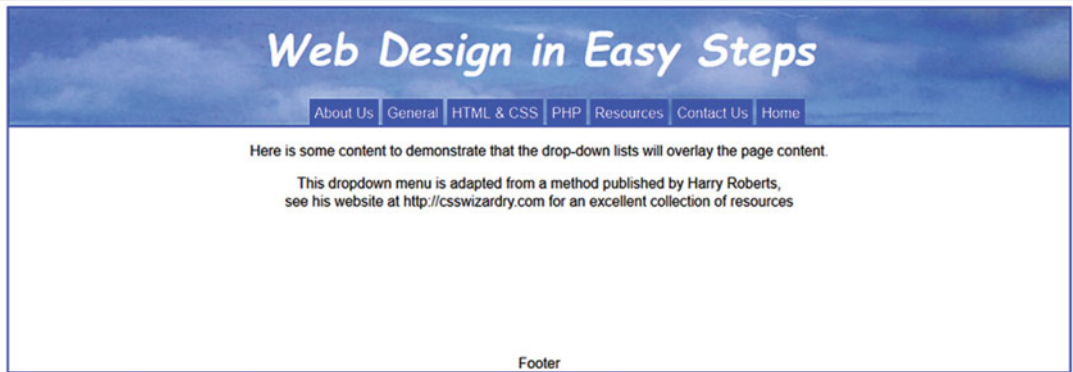 Web Design in Easy Steps
About Us General HTML & CSS PHP Resources Contact Us Home
Here is some content to demonstrate that the drop-down lists will overlay the page content.
This dropdown menu is adapted from a method published by Harry Roberts,
see his website at http://csswizardry.com for an excellent collection of resources
Footer